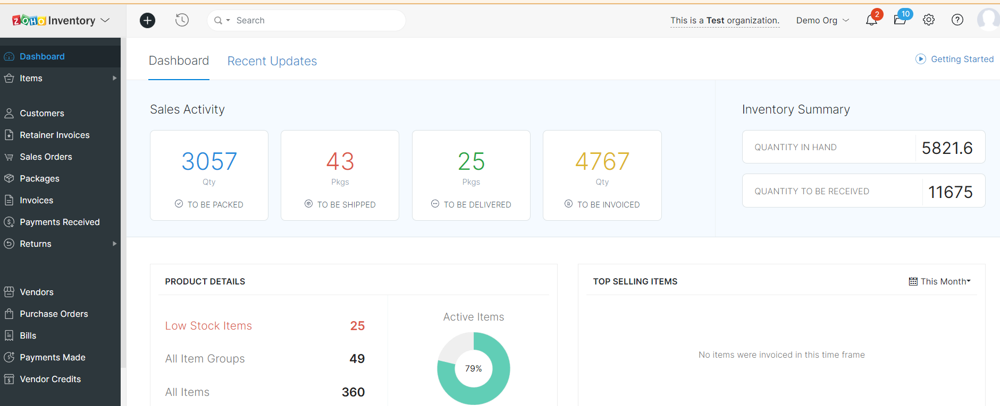 ZOHO Inventory
Search
This is a Test organization.
Demo Org
2
10
Dashboard
Items
Customers
Retainer Invoices
Sales Orders
Packages
Invoices
Payments Received
Returns
Vendors
Purchase Orders
Bills
Payments Made
Vendor Credits
Dashboard
Recent Updates
Getting Started
Sales Activity
3057
Qty
TO BE PACKED
43
Pkgs
TO BE SHIPPED
25
Pkgs
TO BE DELIVERED
4767
Qty
TO BE INVOICED
Inventory Summary
QUANTITY IN HAND 5821.6
QUANTITY TO BE RECEIVED 11675
PRODUCT DETAILS
Low Stock Items 25
All Item Groups 49
All Items 360
Active Items
79%
TOP SELLING ITEMS
This Month
No items were invoiced in this time frame